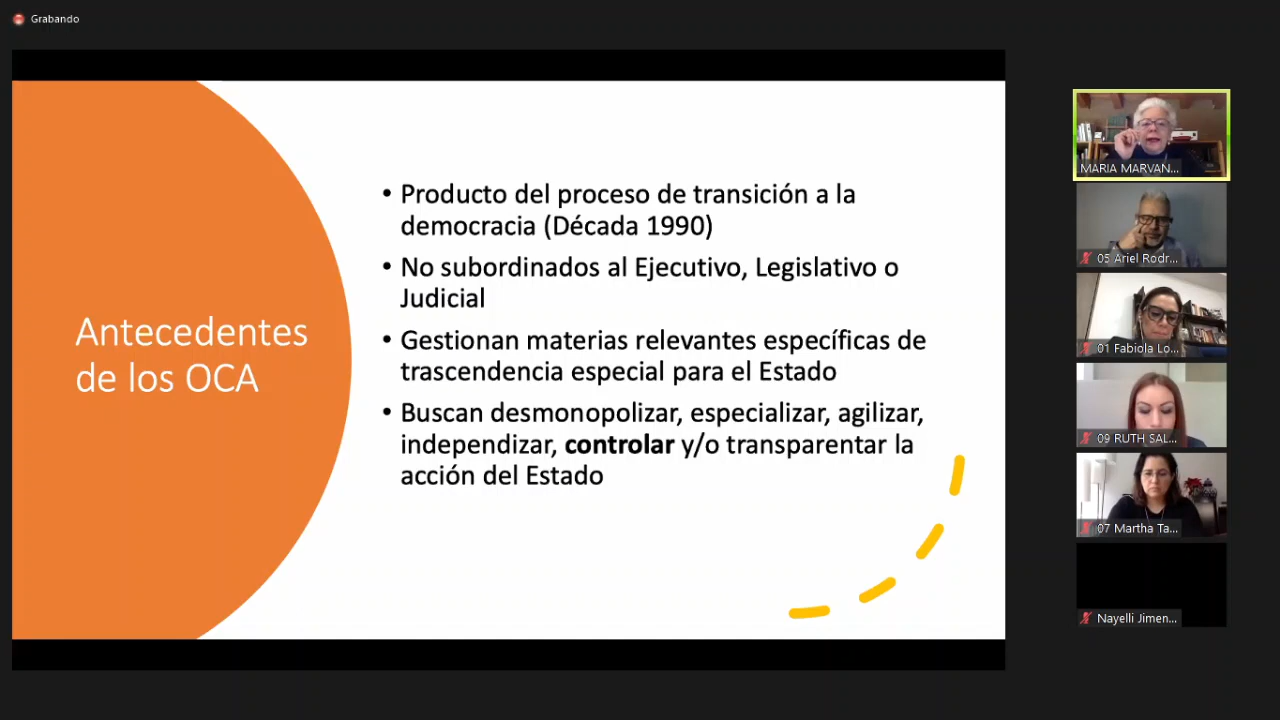 Grabando
Antecedentes
de los OCA
• Producto del proceso de transición a la
democracia (Década 1990)
• No subordinados al Ejecutivo, Legislativo o
Judicial
• Gestionan materias relevantes específicas de
trascendencia especial para el Estado
• Buscan desmonopolizar, especializar, agilizar,
independizar, controlar y/o transparentar la
acción del Estado
MARIA MARVAN...
05 Ariel Rodr...
01 Fabiola Lo...
09 RUTH SAL...
07 Martha Ta...
Nayelli Jimen...